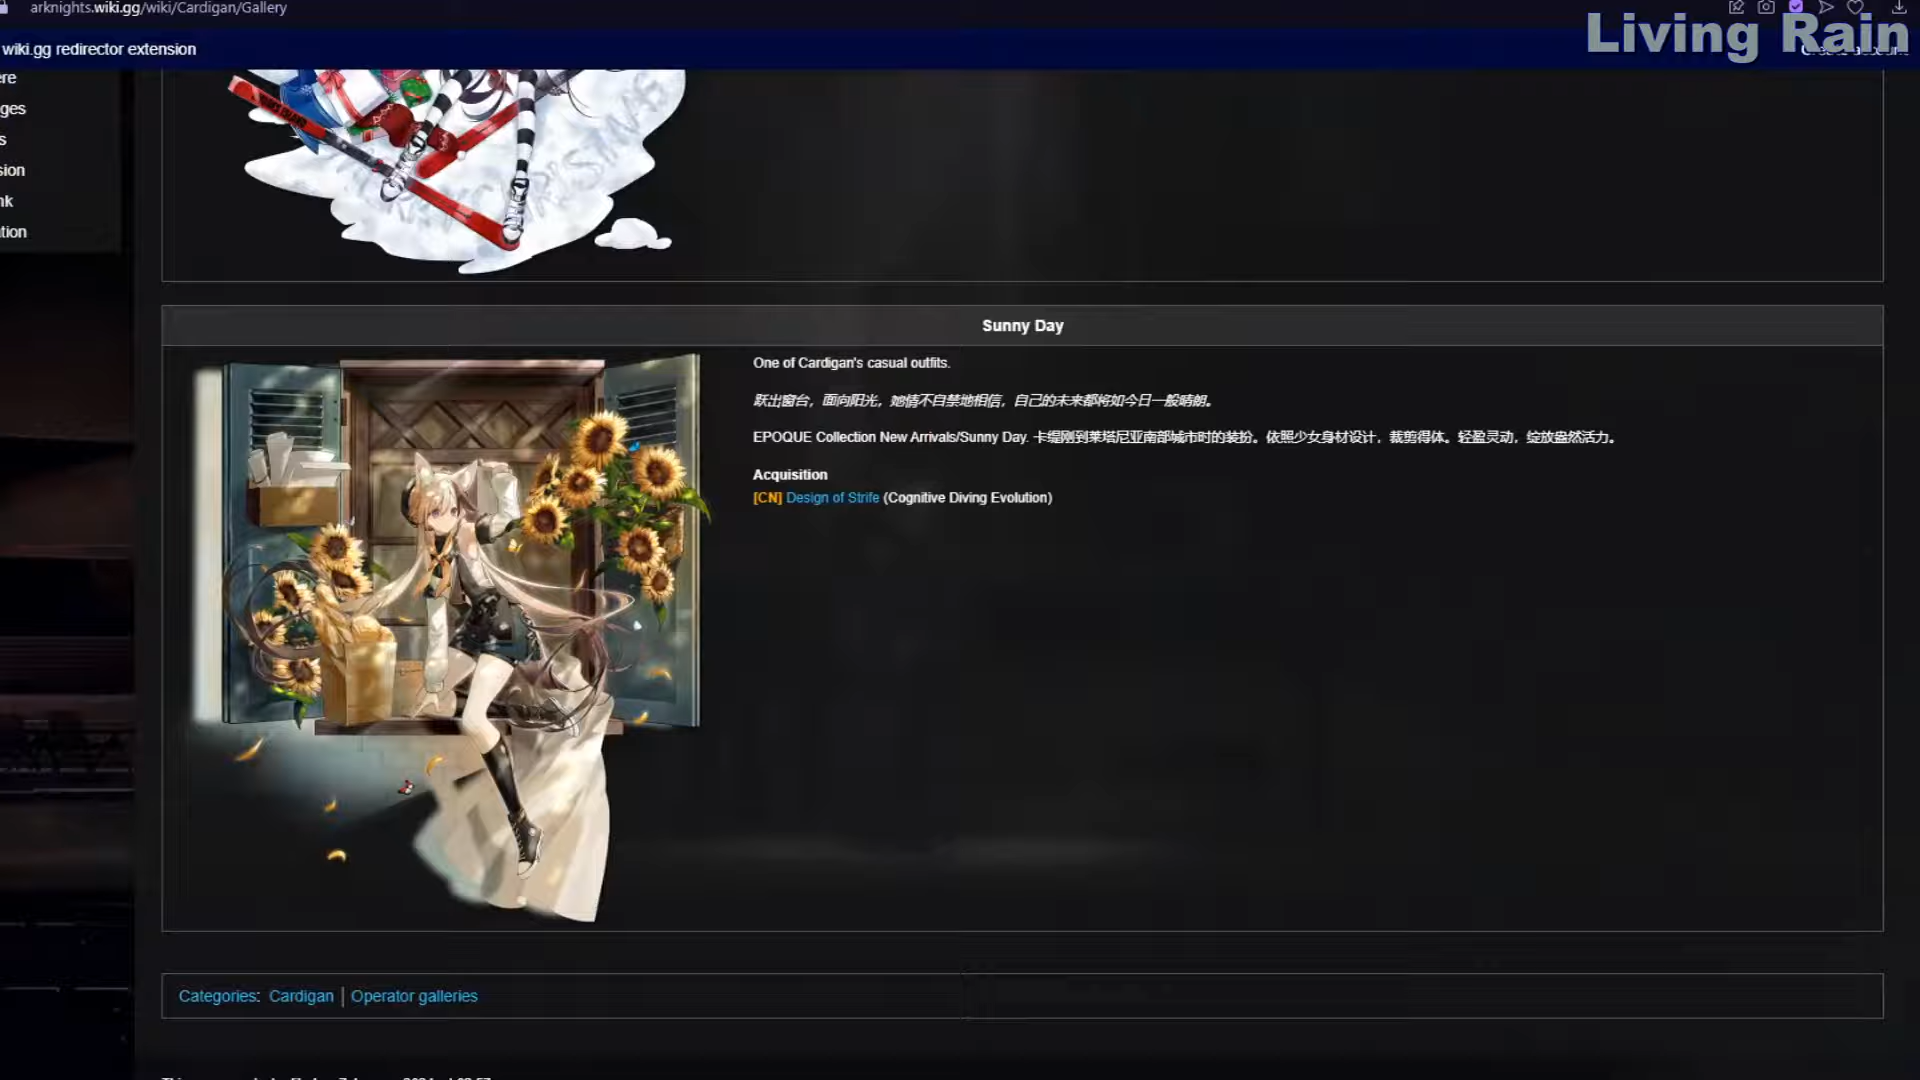 arknights.wiki.gg/wiki/Cardigan/Gallery
Living Rain
wiki.gg redirector extension
ere
ges
s
sion
nk
tion
Sunny Day
One of Cardigan's casual outfits.
跃出窗台，面向阳光，她情不自禁地相信，自己的未来都将如今日一般晴朗。
EPOQUE Collection New Arrivals/Sunny Day. 卡缇刚到莱塔尼亚南部城市时的装扮。依照少女身材设计，裁剪得体。轻盈灵动，绽放盎然活力。
Acquisition
[CN] Design of Strife (Cognitive Diving Evolution)
Categories: Cardigan | Operator galleries